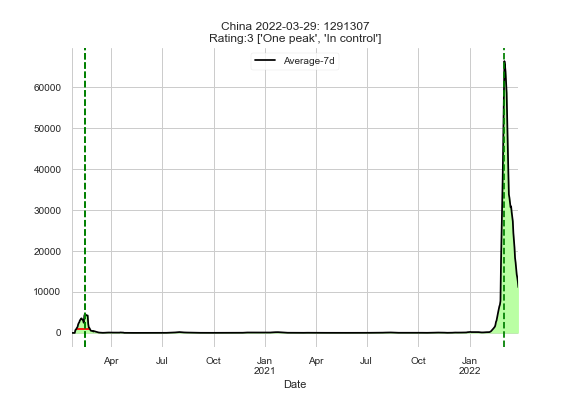 China 2022-03-29: 1291307
Rating:3 ['One peak', 'In control']
Average-7d
60000
50000
40000
30000
20000
10000
0
Apr Jul Oct Jan Apr Jul Oct Jan
2021 2022
Date